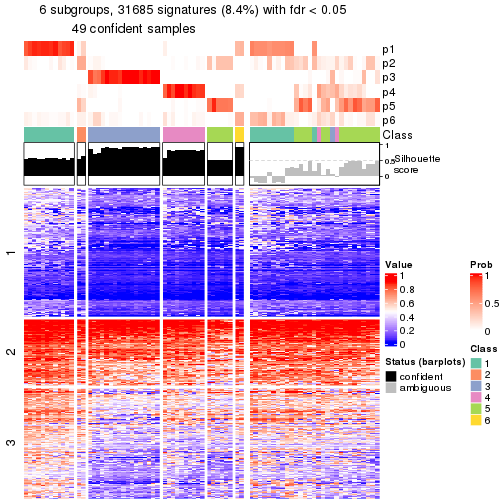 6 subgroups, 31685 signatures (8.4%) with fdr < 0.05
49 confident samples
p1
p2
p3
p4
p5
p6
Class
1
0.5
0
Silhouette
score
1
2
3
Value
1
0.8
0.6
0.4
0.2
0
Prob
1
0.5
0
Status (barplots)
confident
ambiguous
Class
1
2
3
4
5
6